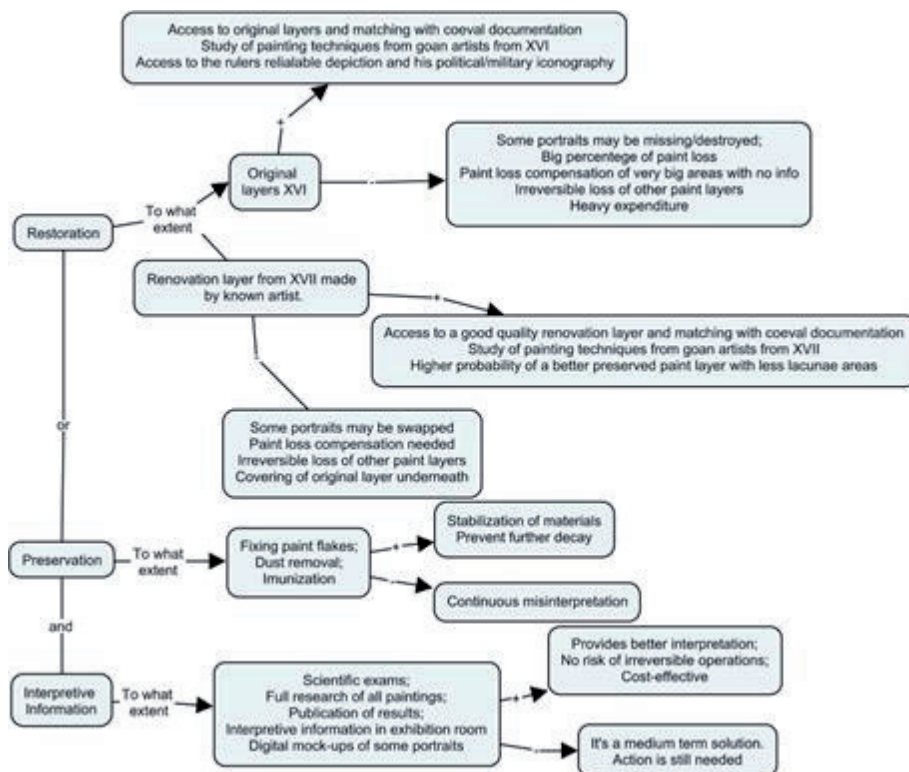 Access to original layers and matching with coeval documentation
Study of painting techniques from goan artists from XVI
Access to the rulers relialable depiction and his political/military iconography
+
Some portraits may be missing/destroyed;
Big percentege of paint loss
Paint loss compensation of very big areas with no info
Irreversible loss of other paint layers
Heavy expenditure
Original
layers XVI
-
To what
extent
Restoration
Renovation layer from XVII made
by known artist.
+
Access to a good quality renovation layer and matching with coeval documentation
Study of painting techniques from goan artists from XVII
Higher probability of a better preserved paint layer with less lacunae areas
-
Some portraits may be swapped
Paint loss compensation needed
Irreversible loss of other paint layers
Covering of original layer underneath
or
Stabilization of materials
Prevent further decay
Preservation
To what
extent
Fixing paint flakes;
Dust removal;
Imunization
+
-
Continuous misinterpretation
and
Provides better interpretation;
No risk of irreversible operations;
Cost-effective
Interpretive
Information
To what
extent
Scientific exams;
Full research of all paintings;
Publication of results;
Interpretive information in exhibition room
Digital mock-ups of some portraits
+
-
It's a medium term solution.
Action is still needed